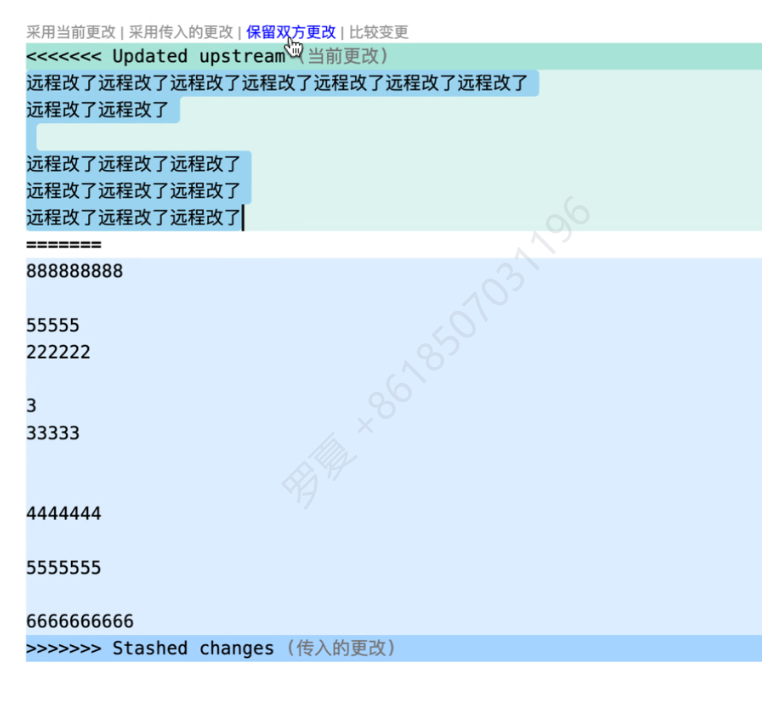 采用当前更改 | 采用传入的更改 | 保留双方更改 | 比较变更
<<<<<<< Updated upstream (当前更改)
远程改了远程改了远程改了远程改了远程改了远程改了远程改了
远程改了远程改了
远程改了远程改了远程改了
远程改了远程改了远程改了
远程改了远程改了远程改了
=======
888888888
55555
222222
3
33333
4444444
5555555
6666666666
>>>>>>> Stashed changes (传入的更改)
罗夏 +8618507031196